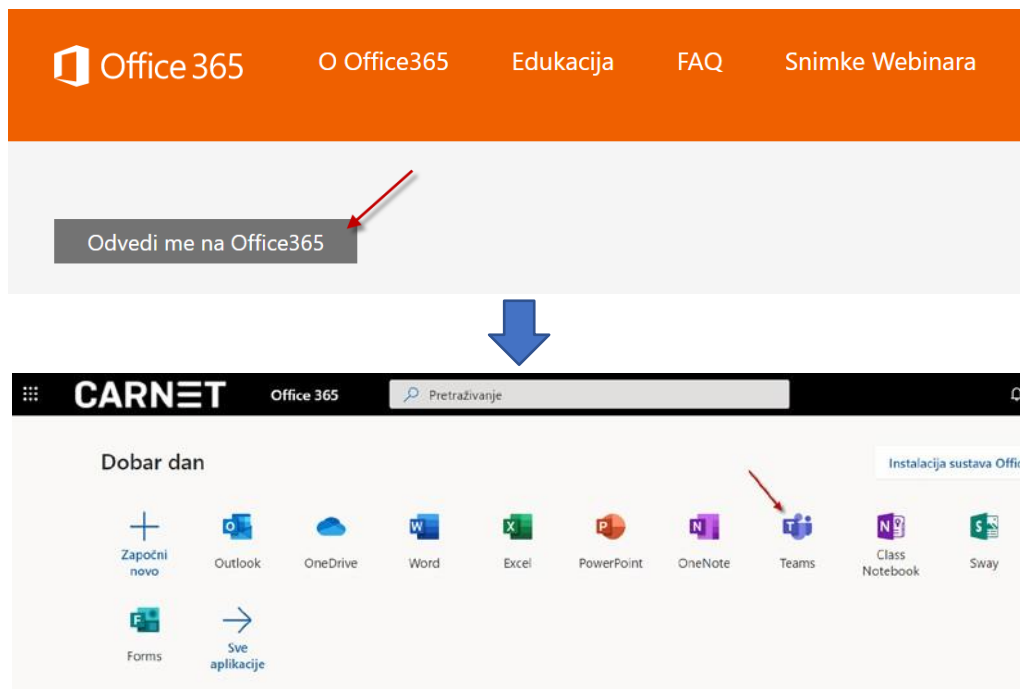 Office 365 O Office365 Edukacija FAQ Snimke Webinara
Odvedi me na Office365
CARNET Office 365 Pretraživanje
Dobar dan
Instalacija sustava Offic
Započni novo
Outlook
OneDrive
Word
Excel
PowerPoint
OneNote
Teams
Class Notebook
Sway
Forms
Sve aplikacije